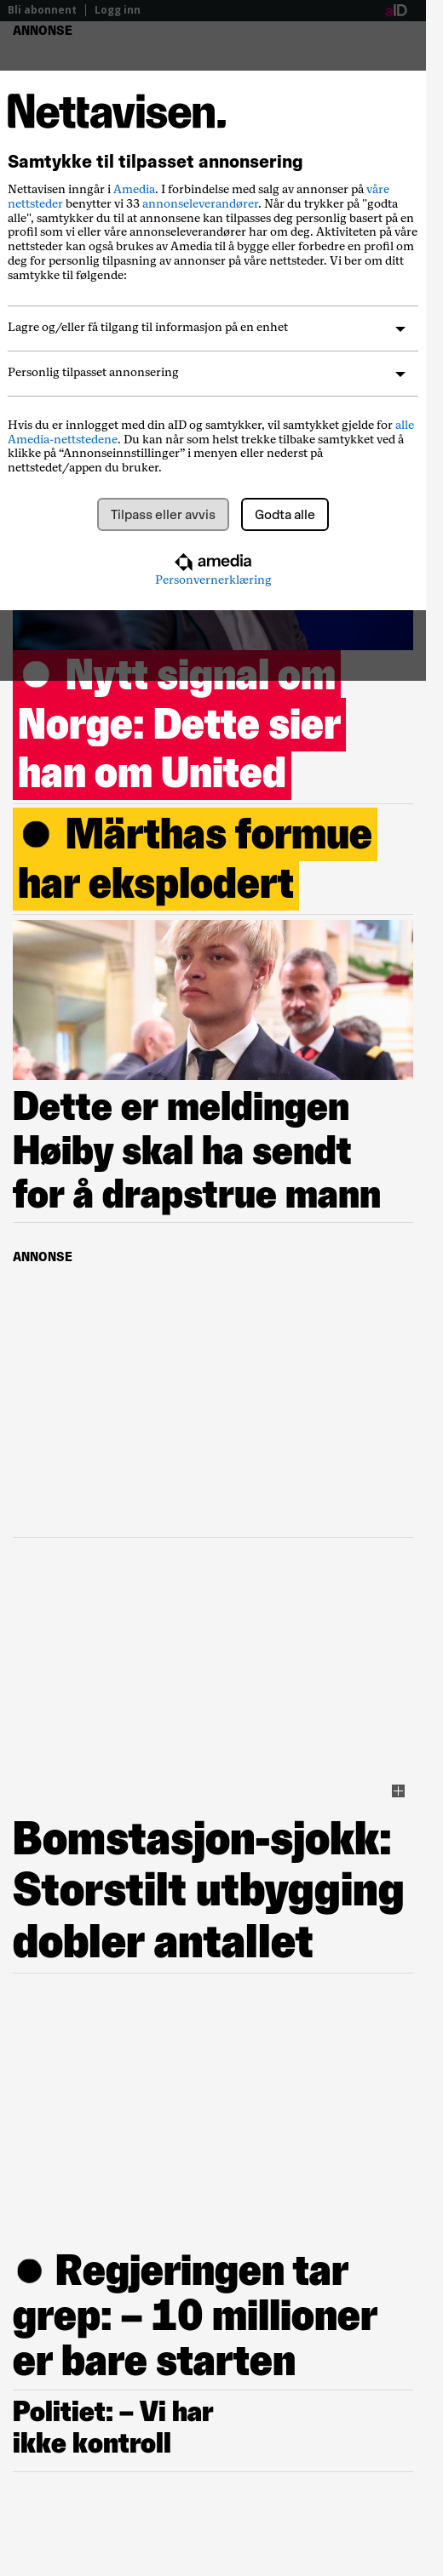 Bli abonnent | Logg inn aID
ANNONSE
Nettavisen.
Samtykke til tilpasset annonsering
Nettavisen inngår i Amedia. I forbindelse med salg av annonser på våre
nettsteder benytter vi 33 annonseleverandører. Når du trykker på "godta
alle", samtykker du til at annonsene kan tilpasses deg personlig basert på en
profil som vi eller våre annonseleverandører har om deg. Aktiviteten på våre
nettsteder kan også brukes av Amedia til å bygge eller forbedre en profil om
deg for personlig tilpasning av annonser på våre nettsteder. Vi ber om ditt
samtykke til følgende:
Lagre og/eller få tilgang til informasjon på en enhet
Personlig tilpasset annonsering
Hvis du er innlogget med din aID og samtykker, vil samtykket gjelde for alle
Amedia-nettstedene. Du kan når som helst trekke tilbake samtykket ved å
klikke på “Annonseinnstillinger” i menyen eller nederst på
nettstedet/appen du bruker.
Tilpass eller avvis Godta alle
amedia
Personvernerklæring
Nytt signal om
Norge: Dette sier
han om United
Märthas formue
har eksplodert
Dette er meldingen
Høiby skal ha sendt
for å drapstrue mann
ANNONSE
Bomstasjon-sjokk:
Storstilt utbygging
dobler antallet
Regjeringen tar
grep: – 10 millioner
er bare starten
Politiet: – Vi har
ikke kontroll